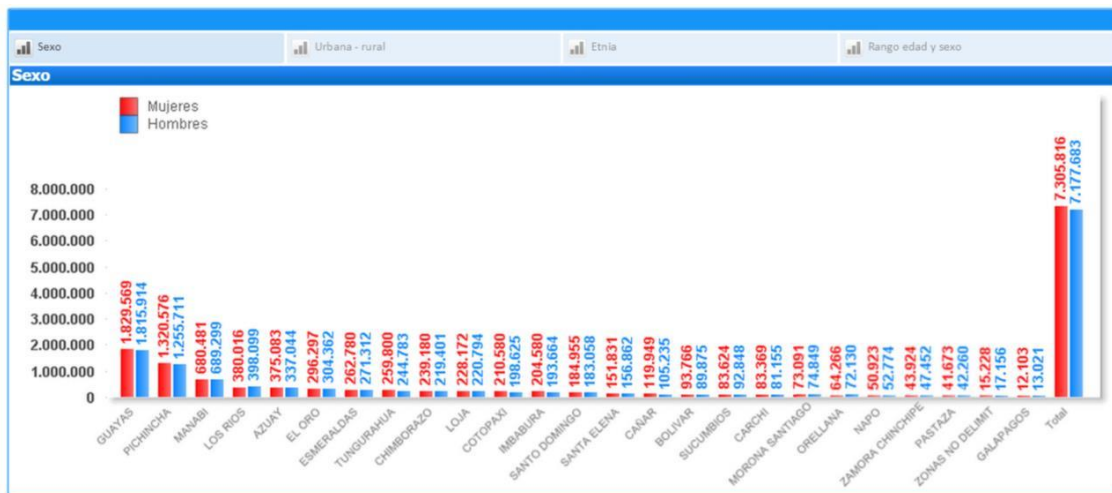 Sexo
Urbana - rural
Etnia
Rango edad y sexo
Sexo
Mujeres
Hombres
8.000.000
7.000.000
6.000.000
5.000.000
4.000.000
3.000.000
2.000.000
1.000.000
0
1.829.569 1.815.914
1.320.576 1.255.711
680.481 689.299
380.016 398.099
375.083 337.044
296.297 304.362
262.780 271.312
259.800 244.783
239.180 219.401
228.172 220.794
210.580 198.625
204.580 193.664
184.955 183.058
151.831 156.862
119.949 105.235
93.766 89.875
83.624 92.848
83.369 81.155
73.091 74.849
64.266 72.130
50.923 52.774
43.924 47.452
41.673 42.260
15.228 17.156
12.103 13.021
7.305.816 7.177.683
GUAYAS
PICHINCHA
MANABI
LOS RIOS
AZUAY
EL ORO
ESMERALDAS
TUNGURAHUA
CHIMBORAZO
LOJA
COTOPAXI
IMBABURA
SANTO DOMINGO
SANTA ELENA
CAÑAR
BOLIVAR
SUCUMBIOS
CARCHI
MORONA SANTIAGO
ORELLANA
NAPO
ZAMORA CHINCHIPE
PASTAZA
ZONAS NO DELIMIT
GALAPAGOS
Total